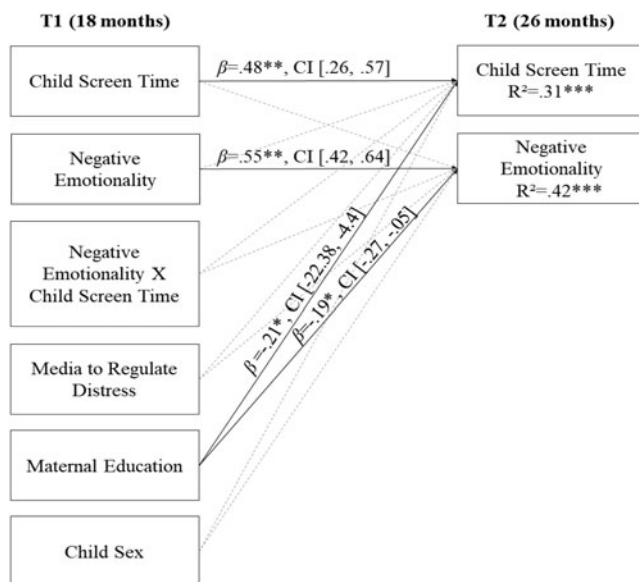 T1 (18 months)
T2 (26 months)
Child Screen Time
β=.48**, CI [.26, .57]
Child Screen Time
R²=.31***
Negative
Emotionality
β=.55**, CI [.42, .64]
Negative
Emotionality
R²=.42***
Negative
Emotionality X
Child Screen Time
β =-.21*, CI [-22.38, -4.4]
β=-.19*, CI [-.27, -.05]
Media to Regulate
Distress
Maternal Education
Child Sex